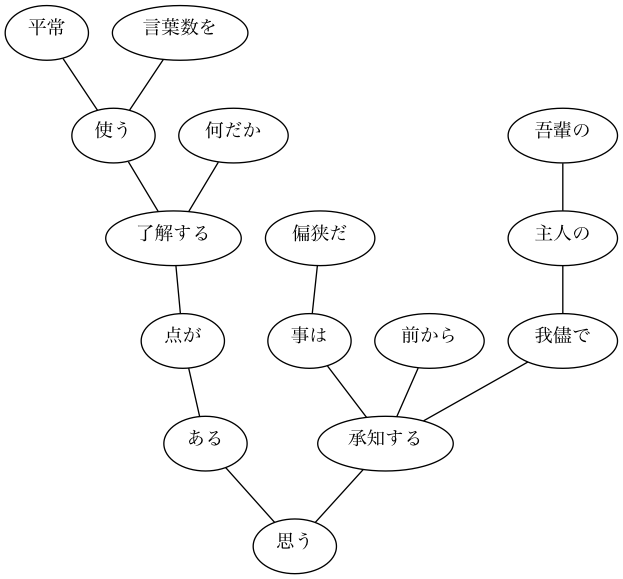 平常
言葉数を
使う
何だか
吾輩の
了解する
偏狭だ
主人の
点が
事は
前から
我儘で
ある
承知する
思う